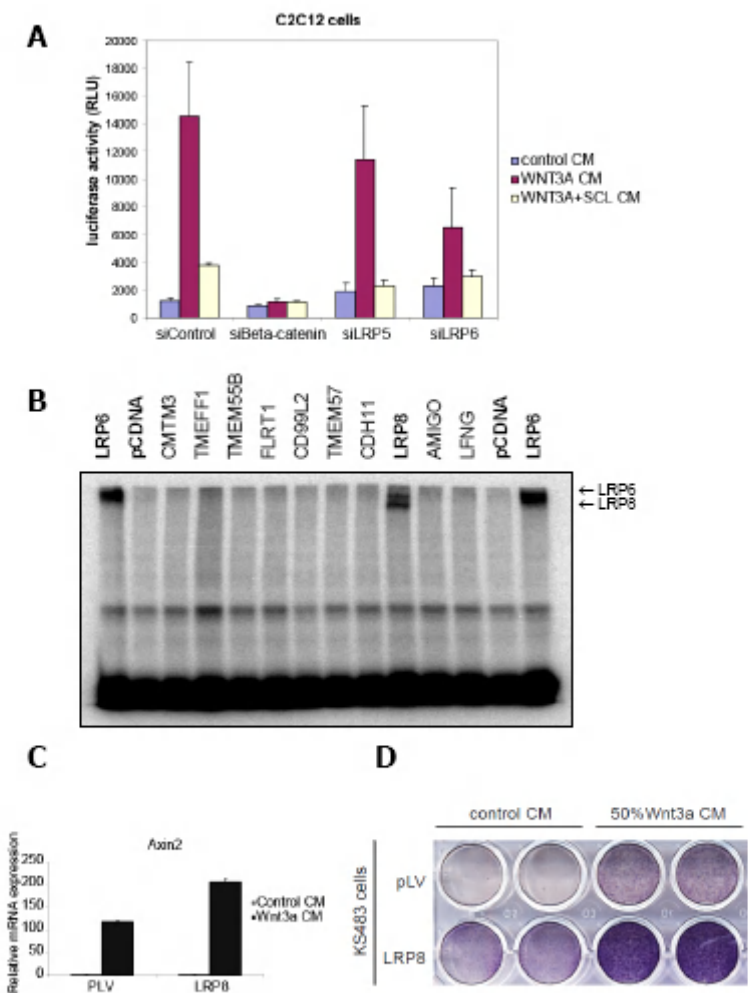 A
C2C12 cells
luciferase activity (RLU)
20000
18000
16000
14000
12000
10000
8000
6000
4000
2000
0
siControl siBeta-catenin siLRP5 siLRP6
control CM
WNT3A CM
WNT3A+SCL CM
B
LRP6 pCDNA CMTM3 TMEFF1 TMEM55B FLRT1 CD99L2 TMEM57 CDH11 LRP8 AMIGO LFNG pCDNA LRP6
← LRP6
← LRP8
C
Axin2
Relative mRNA expression
250
200
150
100
50
0
PLV LRP8
Control CM
Wnt3a CM
D
control CM 50%Wnt3a CM
KS483 cells
pLV
LRP8